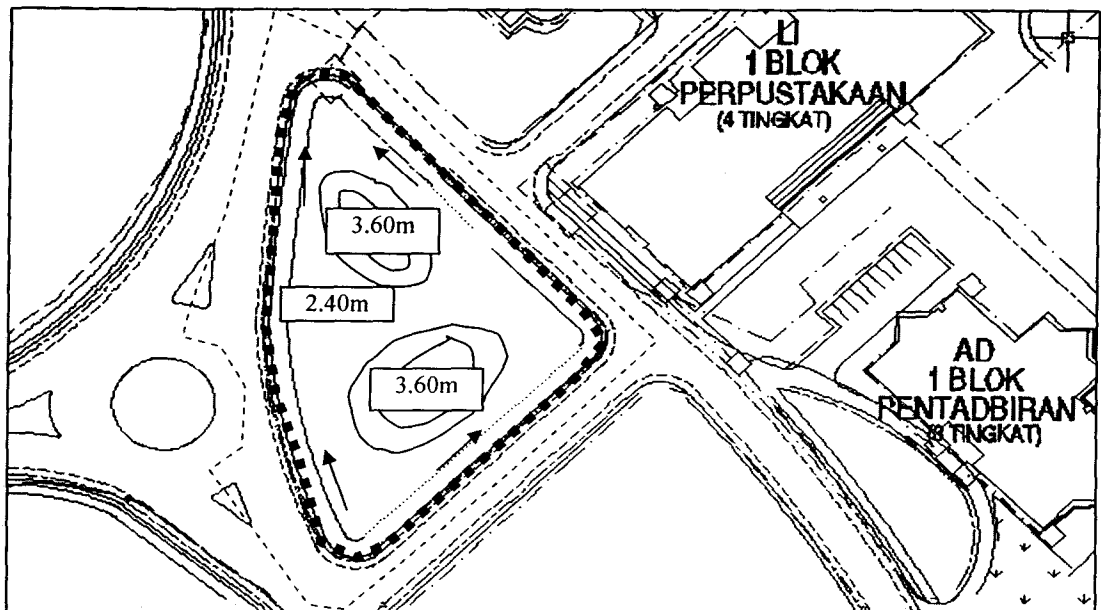 LI
1 BLOK
PERPUSTAKAAN
(4 TINGKAT)
3.60m
2.40m
3.60m
AD
1 BLOK
PENTADBIRAN
TINGKAT)